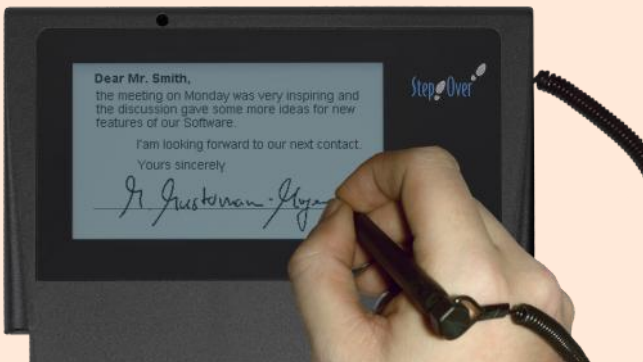 Dear Mr. Smith,
the meeting on Monday was very inspiring and
the discussion gave some more ideas for new
features of our Software.
I'am looking forward to our next contact.
Yours sincerely
StepOver